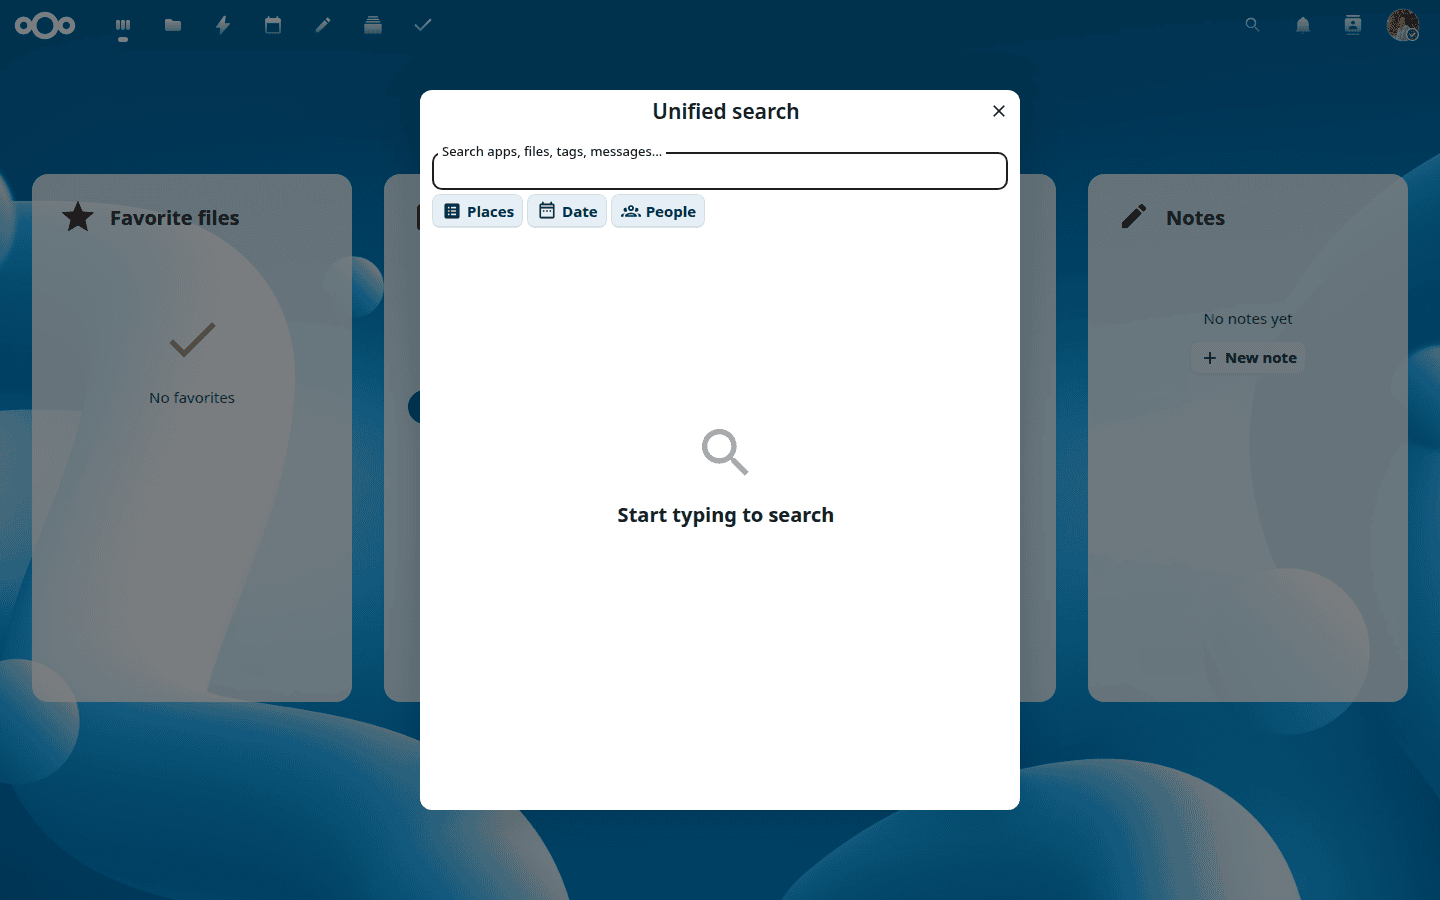 Unified search
Search apps, files, tags, messages...
Places
Date
People
Start typing to search
Favorite files
No favorites
Notes
No notes yet
New note